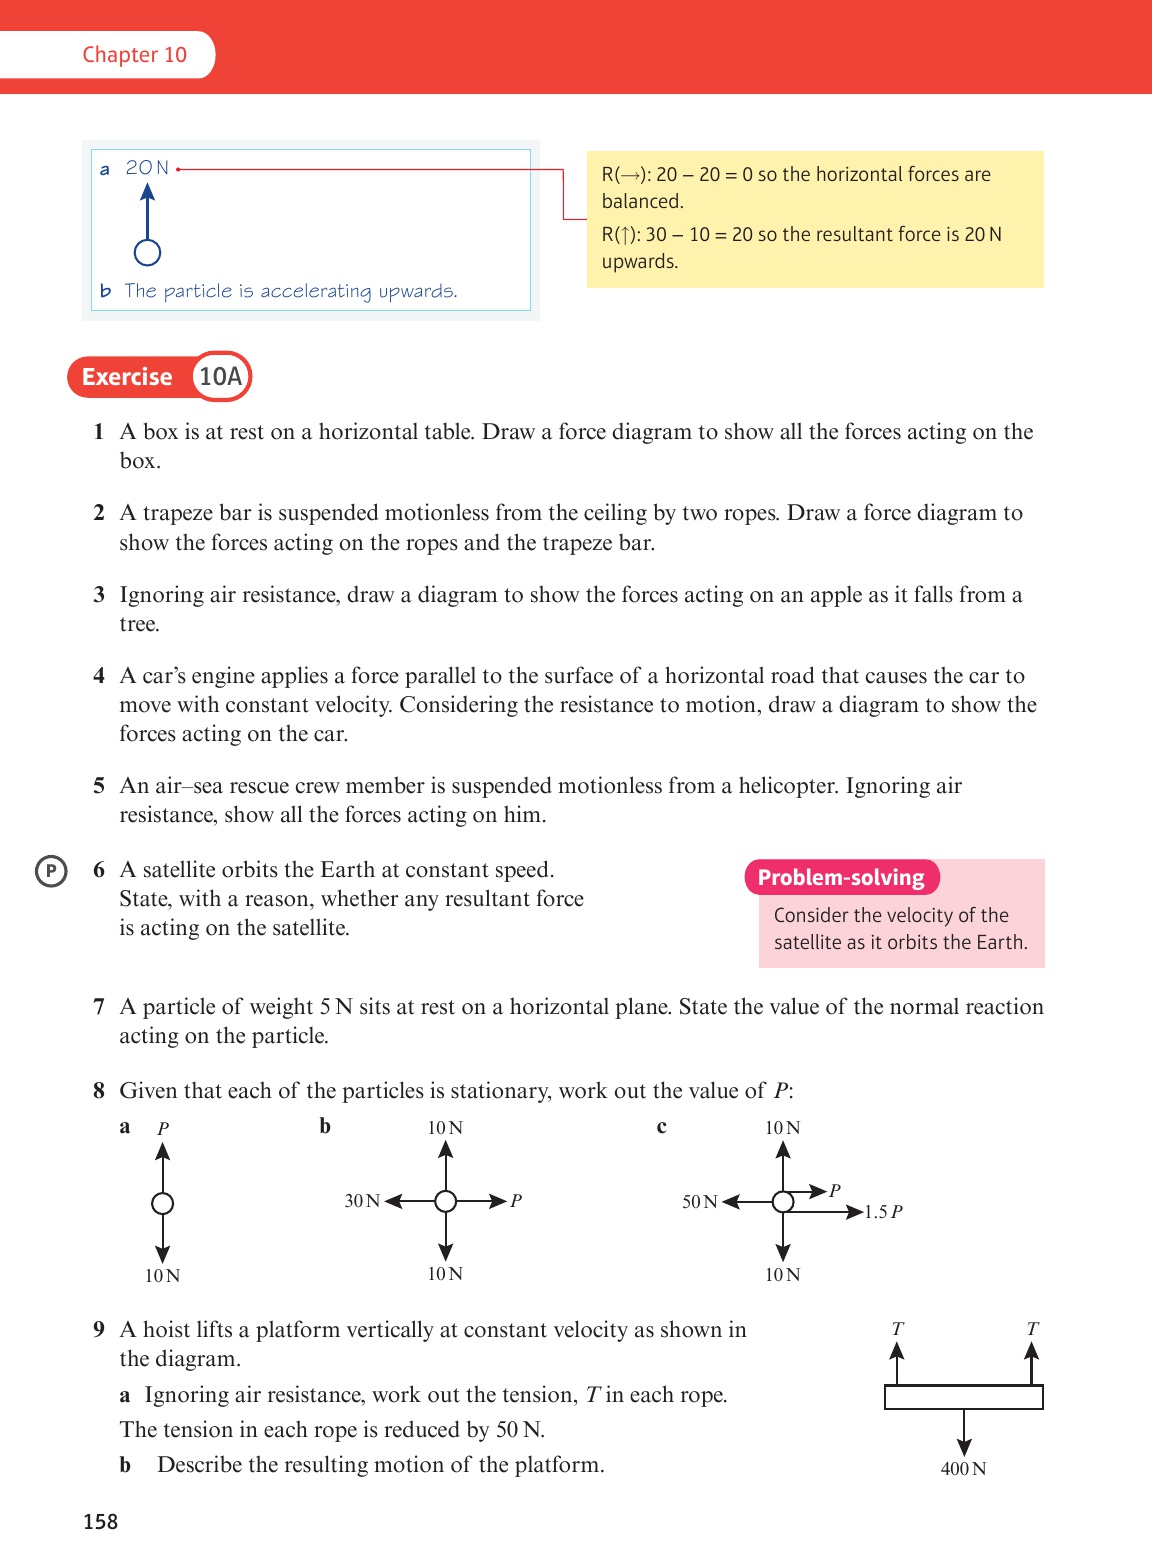 Chapter 10
a 20 N
R(→): 20 – 20 = 0 so the horizontal forces are
balanced.
R(↑): 30 – 10 = 20 so the resultant force is 20 N
upwards.
b The particle is accelerating upwards.
Exercise 10A
1 A box is at rest on a horizontal table. Draw a force diagram to show all the forces acting on the
box.
2 A trapeze bar is suspended motionless from the ceiling by two ropes. Draw a force diagram to
show the forces acting on the ropes and the trapeze bar.
3 Ignoring air resistance, draw a diagram to show the forces acting on an apple as it falls from a
tree.
4 A car’s engine applies a force parallel to the surface of a horizontal road that causes the car to
move with constant velocity. Considering the resistance to motion, draw a diagram to show the
forces acting on the car.
5 An air–sea rescue crew member is suspended motionless from a helicopter. Ignoring air
resistance, show all the forces acting on him.
P 6 A satellite orbits the Earth at constant speed.
State, with a reason, whether any resultant force
is acting on the satellite.
Problem-solving
Consider the velocity of the
satellite as it orbits the Earth.
7 A particle of weight 5 N sits at rest on a horizontal plane. State the value of the normal reaction
acting on the particle.
8 Given that each of the particles is stationary, work out the value of P:
a P
10 N
b 10 N
30 N P
10 N
c 10 N
50 N P
1.5 P
10 N
9 A hoist lifts a platform vertically at constant velocity as shown in
the diagram.
a Ignoring air resistance, work out the tension, T in each rope.
The tension in each rope is reduced by 50 N.
b Describe the resulting motion of the platform.
T T
400 N
158